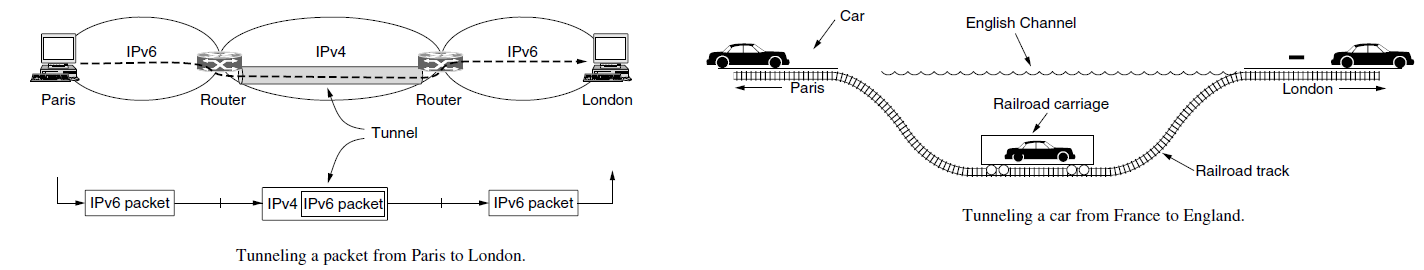 IPv6
IPv4
IPv6
Paris
Router
Router
London
Tunnel
IPv6 packet
IPv4 IPv6 packet
IPv6 packet
Tunneling a packet from Paris to London.
Car
English Channel
Paris
London
Railroad carriage
Railroad track
Tunneling a car from France to England.